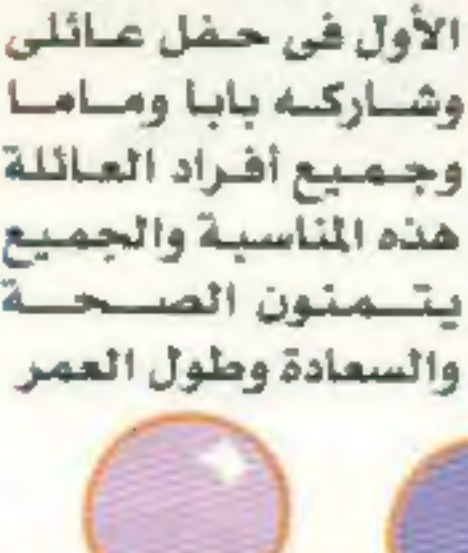 الأول فى حفل عائلى
وشاركه بابا وماما
وجميع أفراد العائلة
هذه المناسبة والجميع
يتمنون الصحة
والسعادة وطول العمر